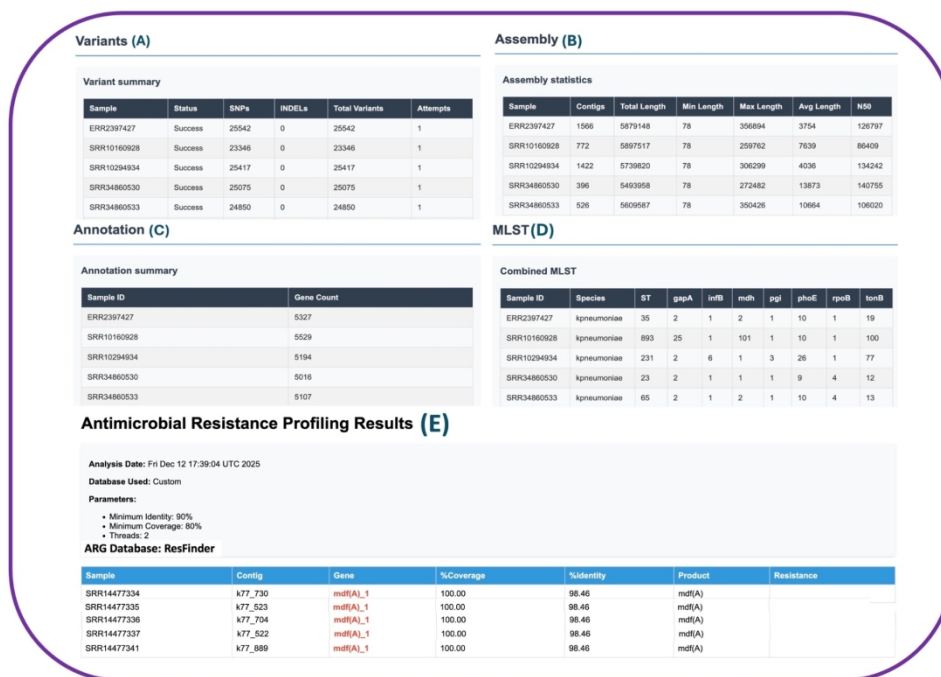 Variants (A)
Variant summary
Sample Status SNPs INDELs Total Variants Attempts
ERR2397427 Success 25542 0 25542 1
SRR10160928 Success 23346 0 23346 1
SRR10294934 Success 25417 0 25417 1
SRR34860530 Success 25075 0 25075 1
SRR34860533 Success 24850 0 24850 1
Assembly (B)
Assembly statistics
Sample Contigs Total Length Min Length Max Length Avg Length N50
ERR2397427 1566 5879148 78 356894 3754 126797
SRR10160928 772 5897517 78 259762 7639 86409
SRR10294934 1422 5739820 78 306299 4036 134242
SRR34860530 396 5493958 78 272482 13873 140755
SRR34860533 526 5609587 78 350426 10664 106020
Annotation (C)
Annotation summary
Sample ID Gene Count
ERR2397427 5327
SRR10160928 5529
SRR10294934 5194
SRR34860530 5016
SRR34860533 5107
MLST(D)
Combined MLST
Sample ID Species ST gapA infB mdh pgi phoE rpoB tonB
ERR2397427 kpneumoniae 35 2 1 2 1 10 1 19
SRR10160928 kpneumoniae 893 25 1 101 1 10 1 100
SRR10294934 kpneumoniae 231 2 6 1 3 26 1 77
SRR34860530 kpneumoniae 23 2 1 1 1 9 4 12
SRR34860533 kpneumoniae 65 2 1 2 1 10 4 13
Antimicrobial Resistance Profiling Results (E)
Analysis Date: Fri Dec 12 17:39:04 UTC 2025
Database Used: Custom
Parameters:
• Minimum Identity: 90%
• Minimum Coverage: 80%
• Threads: 2
ARG Database: ResFinder
Sample Contig Gene %Coverage %Identity Product Resistance
SRR14477334 k77_730 mdf(A)_1 100.00 98.46 mdf(A)
SRR14477335 k77_523 mdf(A)_1 100.00 98.46 mdf(A)
SRR14477336 k77_704 mdf(A)_1 100.00 98.46 mdf(A)
SRR14477337 k77_522 mdf(A)_1 100.00 98.46 mdf(A)
SRR14477341 k77_889 mdf(A)_1 100.00 98.46 mdf(A)